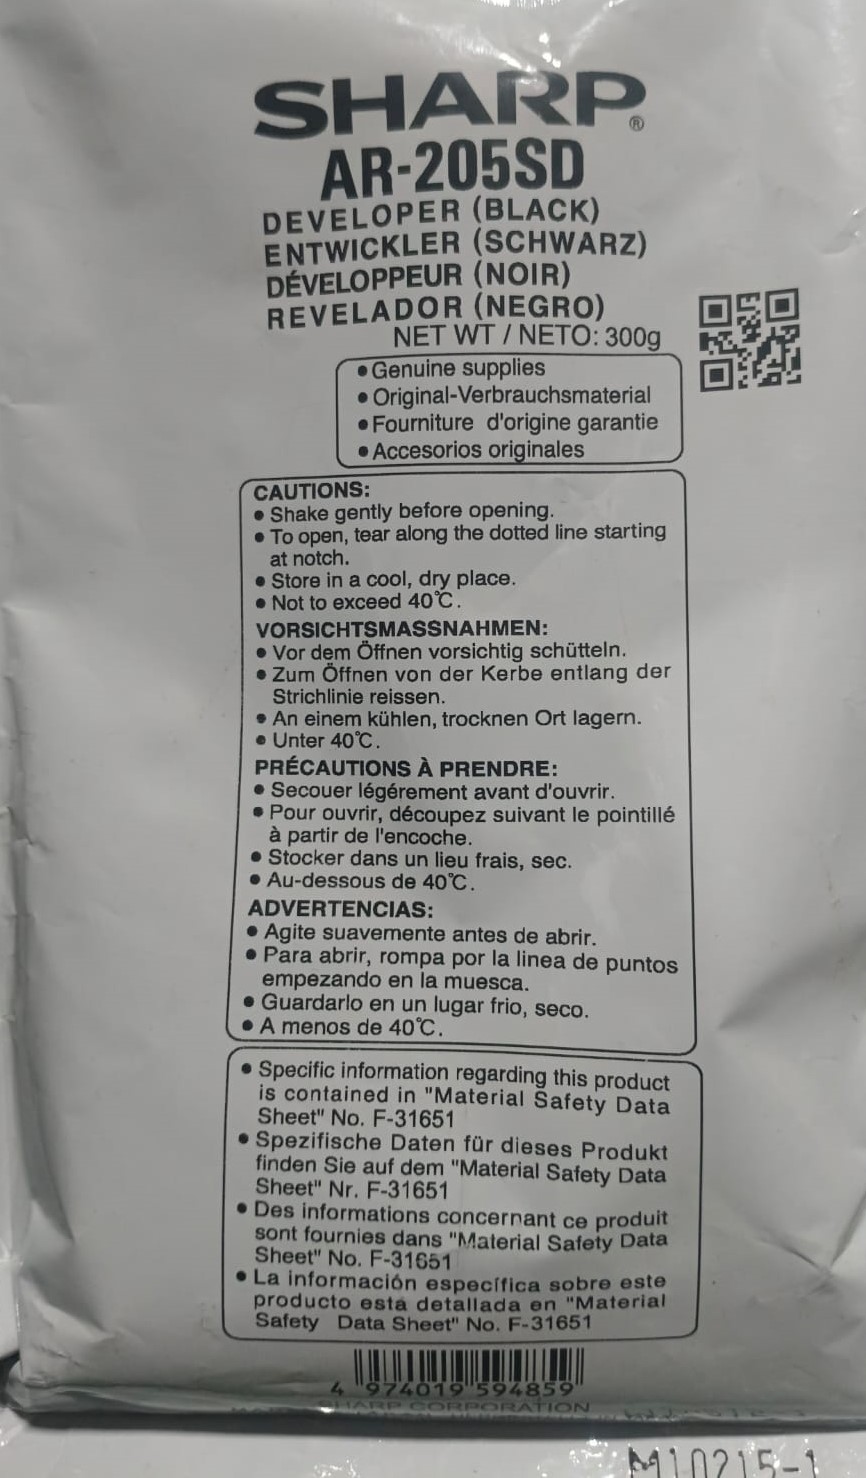 SHARP®
AR-205SD
DEVELOPER (BLACK)
ENTWICKLER (SCHWARZ)
DÉVELOPPEUR (NOIR)
REVELADOR (NEGRO)
NET WT / NETO: 300g
● Genuine supplies
● Original-Verbrauchsmaterial
● Fourniture d'origine garantie
● Accesorios originales
CAUTIONS:
● Shake gently before opening.
● To open, tear along the dotted line starting
at notch.
● Store in a cool, dry place.
● Not to exceed 40℃.
VORSICHTSMASSNAHMEN:
● Vor dem Öffnen vorsichtig schütteln.
● Zum Öffnen von der Kerbe entlang der
Strichlinie reissen.
● An einem kühlen, trocknen Ort lagern.
● Unter 40℃.
PRÉCAUTIONS À PRENDRE:
● Secouer légérement avant d'ouvrir.
● Pour ouvrir, découpez suivant le pointillé
à partir de l'encoche.
● Stocker dans un lieu frais, sec.
● Au-dessous de 40℃.
ADVERTENCIAS:
● Agite suavemente antes de abrir.
● Para abrir, rompa por la linea de puntos
empezando en la muesca.
● Guardarlo en un lugar frio, seco.
● A menos de 40℃.
● Specific information regarding this product
is contained in "Material Safety Data
Sheet" No. F-31651
● Spezifische Daten für dieses Produkt
finden Sie auf dem "Material Safety Data
Sheet" Nr. F-31651
● Des informations concernant ce produit
sont fournies dans "Material Safety Data
Sheet" No. F-31651
● La información específica sobre este
producto está detallada en "Material
Safety Data Sheet" No. F-31651
4 974019 594859
SHARP CORPORATION
M10215-1